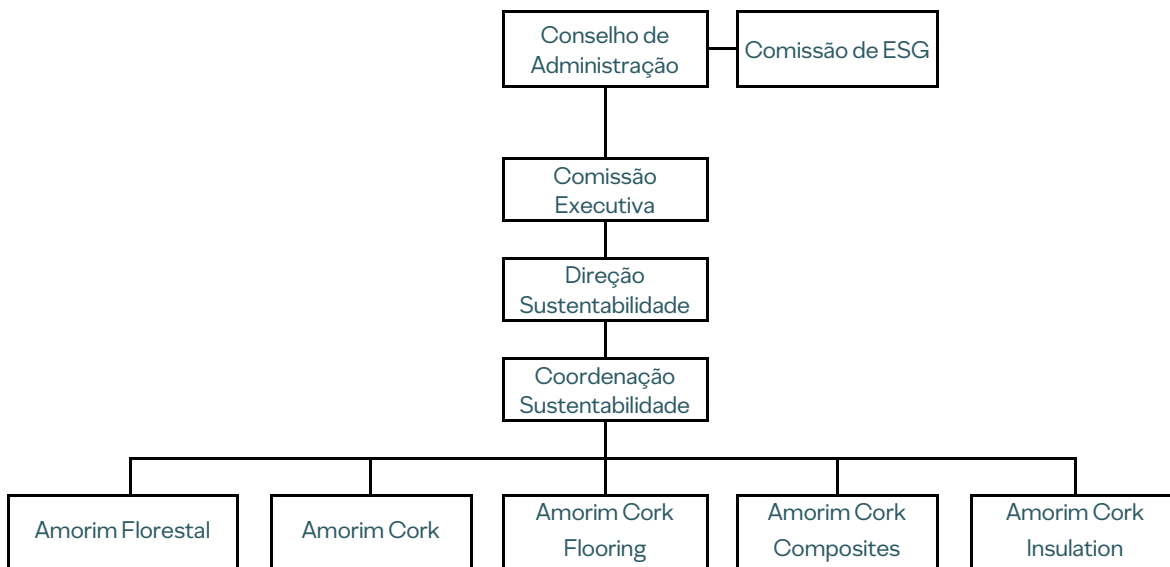 Conselho de
Administração
Comissão de ESG
Comissão
Executiva
Direção
Sustentabilidade
Coordenação
Sustentabilidade
Amorim Florestal
Amorim Cork
Amorim Cork
Flooring
Amorim Cork
Composites
Amorim Cork
Insulation